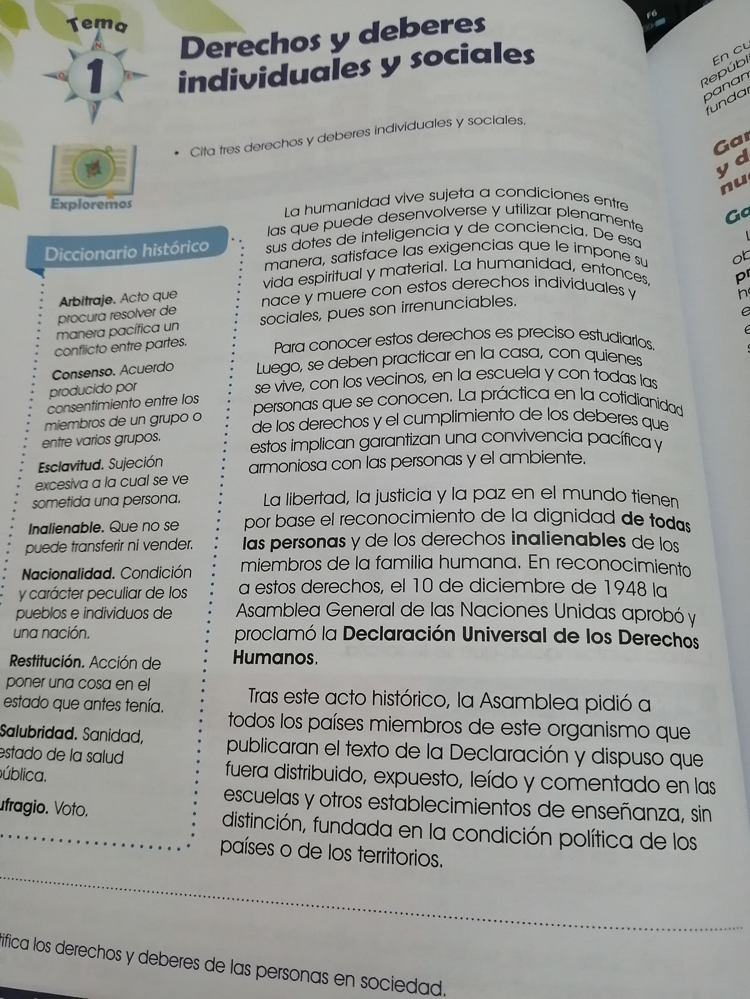 Tema
1
N
O
E
S
Derechos y deberes
individuales y sociales
• Cita tres derechos y deberes individuales y sociales.
Exploremos
Diccionario histórico
Arbitraje. Acto que
procura resolver de
manera pacífica un
conflicto entre partes.
Consenso. Acuerdo
producido por
consentimiento entre los
miembros de un grupo o
entre varios grupos.
Esclavitud. Sujeción
excesiva a la cual se ve
sometida una persona.
Inalienable. Que no se
puede transferir ni vender.
Nacionalidad. Condición
y carácter peculiar de los
pueblos e individuos de
una nación.
Restitución. Acción de
poner una cosa en el
estado que antes tenía.
Salubridad. Sanidad,
estado de la salud
pública.
ufragio. Voto.
La humanidad vive sujeta a condiciones entre
las que puede desenvolverse y utilizar plenamente
sus dotes de inteligencia y de conciencia. De esa
manera, satisface las exigencias que le impone su
vida espiritual y material. La humanidad, entonces,
nace y muere con estos derechos individuales y
sociales, pues son irrenunciables.
Para conocer estos derechos es preciso estudiarlos.
Luego, se deben practicar en la casa, con quienes
se vive, con los vecinos, en la escuela y con todas las
personas que se conocen. La práctica en la cotidianidad
de los derechos y el cumplimiento de los deberes que
estos implican garantizan una convivencia pacífica y
armoniosa con las personas y el ambiente.
La libertad, la justicia y la paz en el mundo tienen
por base el reconocimiento de la dignidad de todas
las personas y de los derechos inalienables de los
miembros de la familia humana. En reconocimiento
a estos derechos, el 10 de diciembre de 1948 la
Asamblea General de las Naciones Unidas aprobó y
proclamó la Declaración Universal de los Derechos
Humanos.
Tras este acto histórico, la Asamblea pidió a
todos los países miembros de este organismo que
publicaran el texto de la Declaración y dispuso que
fuera distribuido, expuesto, leído y comentado en las
escuelas y otros establecimientos de enseñanza, sin
distinción, fundada en la condición política de los
países o de los territorios.
tifica los derechos y deberes de las personas en sociedad.
F6
En cu
Repúbli
panam
fundar
Gar
y d
nue
Ga
ob
pr